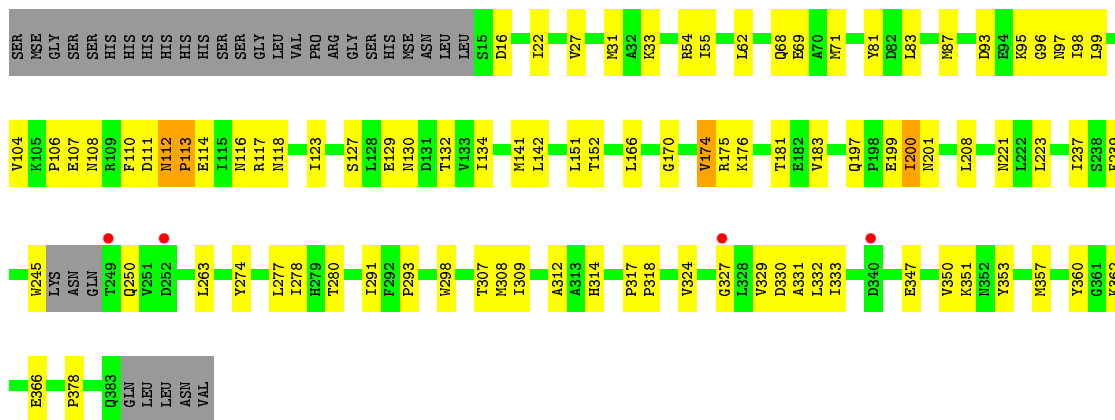 SER MSE GLY SER SER HIS HIS HIS HIS HIS HIS SER SER GLY LEU VAL PRO ARG GLY SER HIS MSE ASN LEU LEU S15 D16 I22 V27 M31 A32 K33 R54 I55 L62 Q68 E69 A70 M71 Y81 D82 L83 M87 D93 E94 K95 G96 N97 I98 L99
V104 K105 P106 E107 N108 R109 F110 D111 N112 P113 E114 I115 N116 R117 N118 I123 S127 L128 E129 N130 D131 T132 V133 I134 M141 L142 L151 T152 L166 G170 V174 R175 K176 T181 E182 V183 Q197 P198 E199 I200 N201 L208 N221 L222 L223 I237 S238
W245 LYS ASN GLN T249 Q250 V251 D252 L263 Y274 L277 I278 H279 T280 I291 F292 P293 W298 T307 M308 I309 A312 A313 H314 P317 P318 V324 G327 L328 V329 D330 A331 L332 I333 D340 E347 V350 K351 N352 Y353 M357 Y360 G361 K362
E366 P378 Q383 GLN LEU LEU ASN VAL